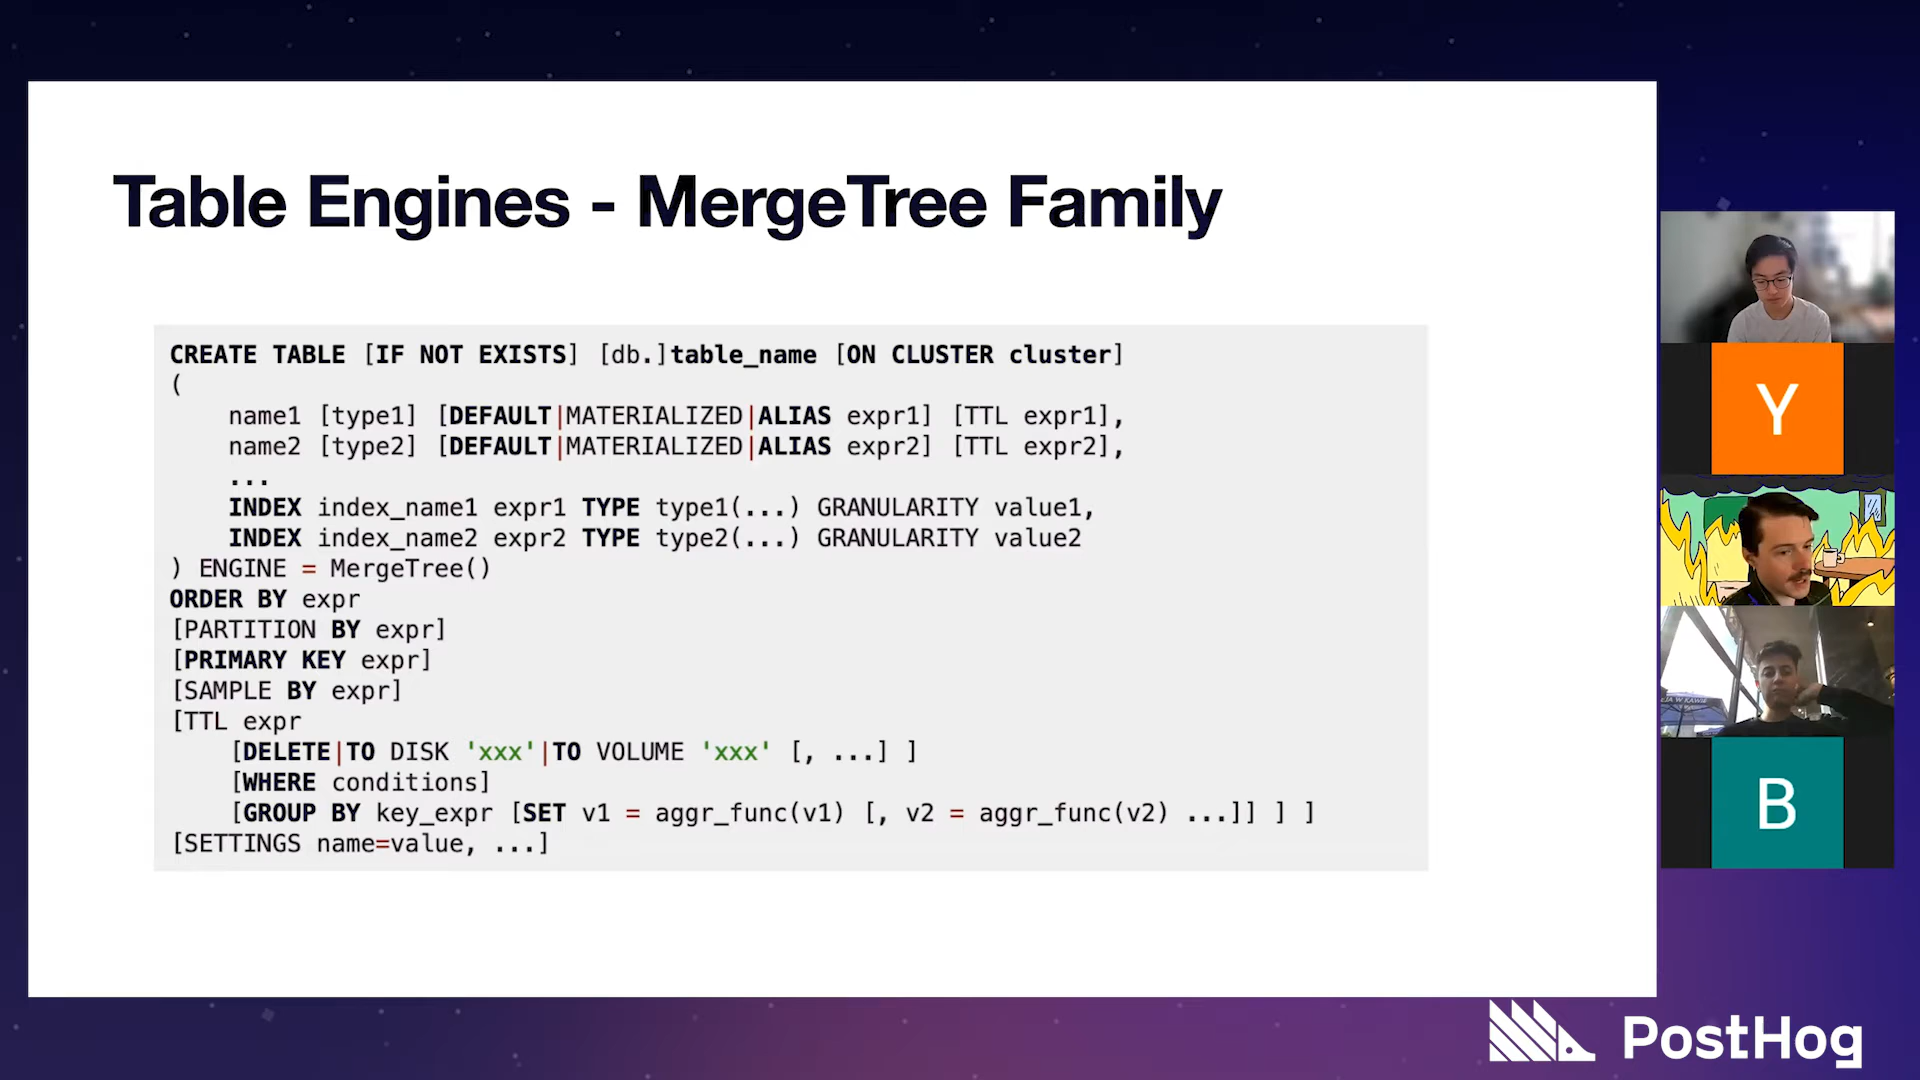 Table Engines - MergeTree Family
CREATE TABLE [IF NOT EXISTS] [db.]table_name [ON CLUSTER cluster]
(
    name1 [type1] [DEFAULT|MATERIALIZED|ALIAS expr1] [TTL expr1],
    name2 [type2] [DEFAULT|MATERIALIZED|ALIAS expr2] [TTL expr2],
    ...
    INDEX index_name1 expr1 TYPE type1(...) GRANULARITY value1,
    INDEX index_name2 expr2 TYPE type2(...) GRANULARITY value2
) ENGINE = MergeTree()
ORDER BY expr
[PARTITION BY expr]
[PRIMARY KEY expr]
[SAMPLE BY expr]
[TTL expr
    [DELETE|TO DISK 'xxx'|TO VOLUME 'xxx' [, ...] ]
    [WHERE conditions]
    [GROUP BY key_expr [SET v1 = aggr_func(v1) [, v2 = aggr_func(v2) ...]] ] ]
[SETTINGS name=value, ...]
Y
B
PostHog